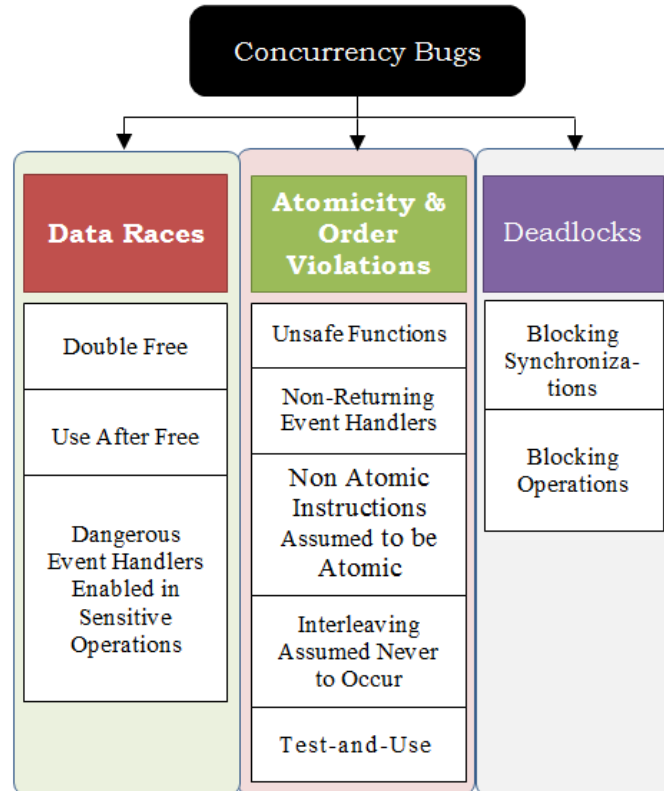 Concurrency Bugs
Data Races
Double Free
Use After Free
Dangerous
Event Handlers
Enabled in
Sensitive
Operations
Atomicity &
Order
Violations
Unsafe Functions
Non-Returning
Event Handlers
Non Atomic
Instructions
Assumed to be
Atomic
Interleaving
Assumed Never
to Occur
Test-and-Use
Deadlocks
Blocking
Synchroniza-
tions
Blocking
Operations